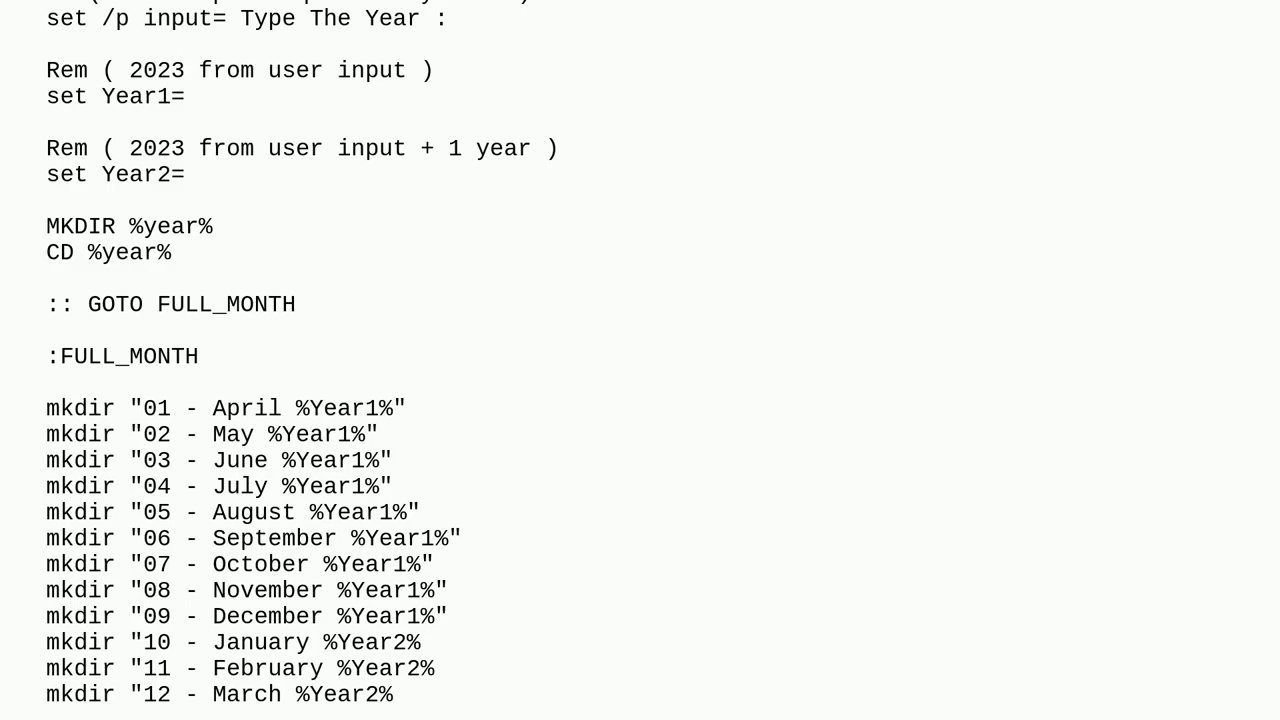 set /p input= Type The Year :
Rem ( 2023 from user input )
set Year1=
Rem ( 2023 from user input + 1 year )
set Year2=
MKDIR %year%
CD %year%
:: GOTO FULL_MONTH
:FULL_MONTH
mkdir "01 - April %Year1%"
mkdir "02 - May %Year1%"
mkdir "03 - June %Year1%"
mkdir "04 - July %Year1%"
mkdir "05 - August %Year1%"
mkdir "06 - September %Year1%"
mkdir "07 - October %Year1%"
mkdir "08 - November %Year1%"
mkdir "09 - December %Year1%"
mkdir "10 - January %Year2%
mkdir "11 - February %Year2%
mkdir "12 - March %Year2%